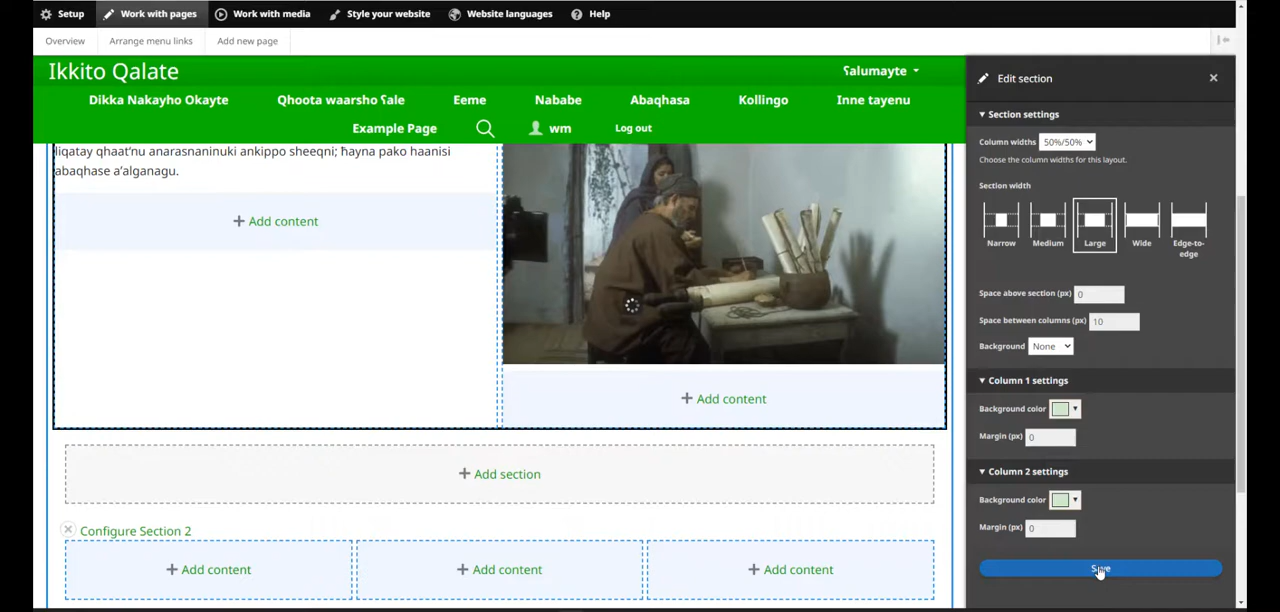 Setup Work with pages Work with media Style your website Website languages Help
Overview Arrange menu links Add new page
Ikkito Qalate
ʕalumayte
Dikka Nakayho Okayte Qhoota waarsho ʕale Eeme Nababe Abaqhasa Kollingo Inne tayenu
Example Page wm Log out
liqatay qhaat'nu anarasnaninuki ankippo sheeqni; ħayna pako haanisi
abaqhase a'alganagu.
Add content
Add content
Add section
Configure Section 2
Add content Add content Add content
Edit section
Section settings
Column widths 50%/50%
Choose the column widths for this layout.
Section width
Narrow Medium Large Wide Edge-to-
edge
Space above section (px) 0
Space between columns (px) 10
Background None
Column 1 settings
Background color
Margin (px) 0
Column 2 settings
Background color
Margin (px) 0
Save